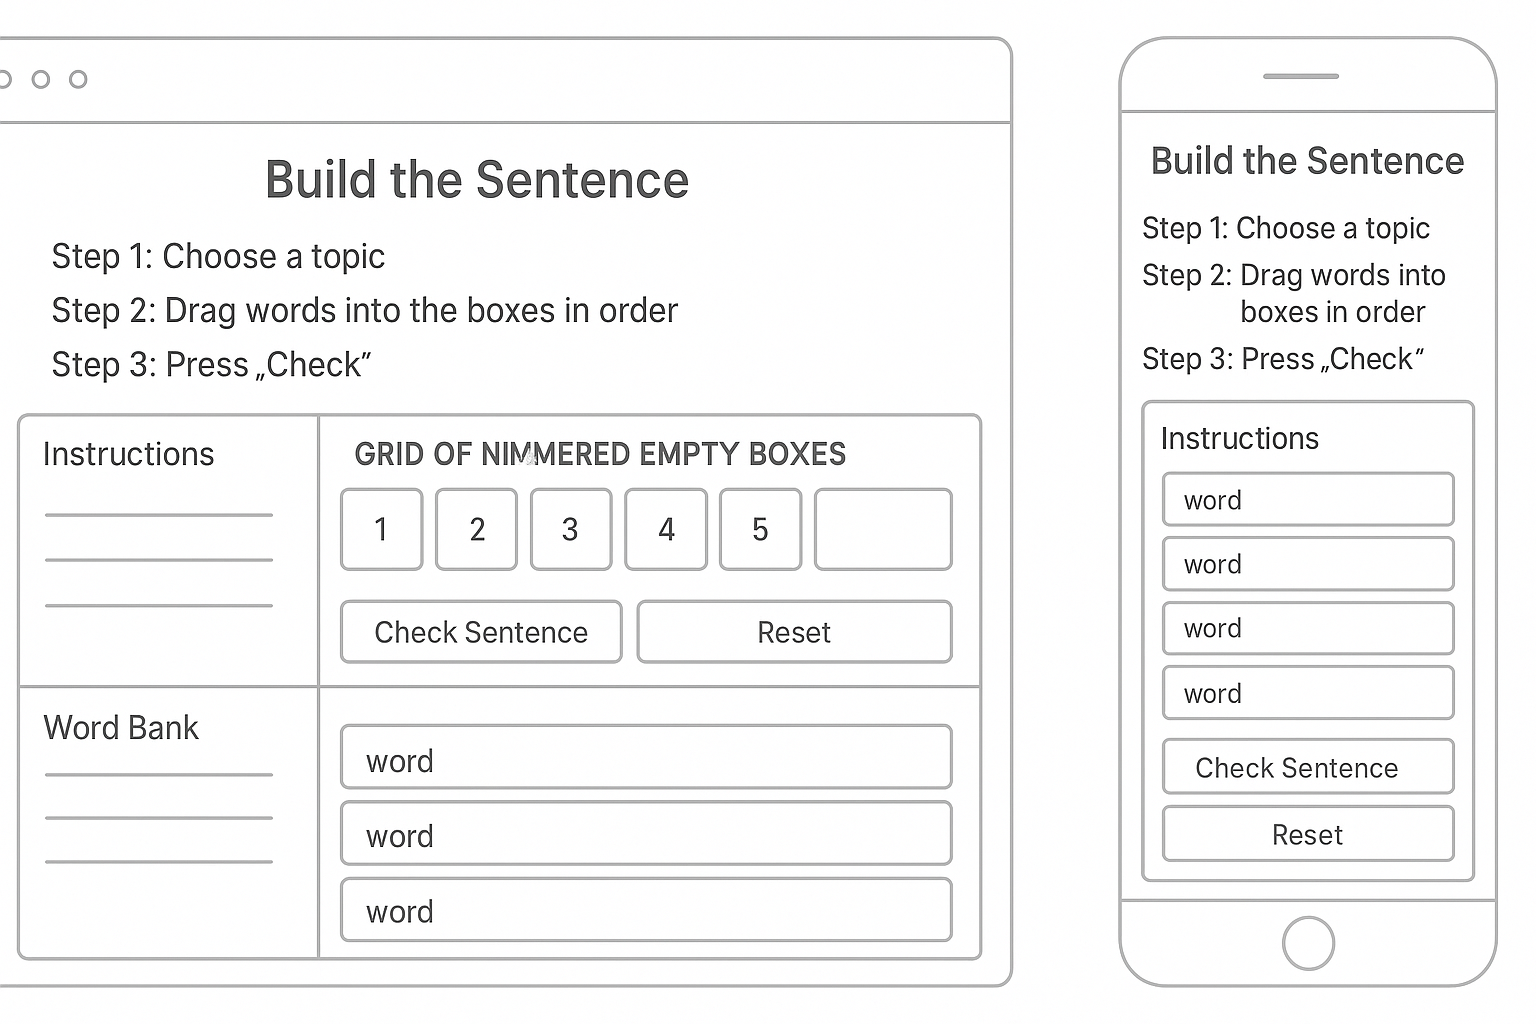 Build the Sentence
Step 1: Choose a topic
Step 2: Drag words into the boxes in order
Step 3: Press „Check”
Instructions
GRID OF NIMMERED EMPTY BOXES
1 2 3 4 5
Check Sentence Reset
Word Bank
word
word
word
Build the Sentence
Step 1: Choose a topic
Step 2: Drag words into
boxes in order
Step 3: Press „Check”
Instructions
word
word
word
word
Check Sentence
Reset